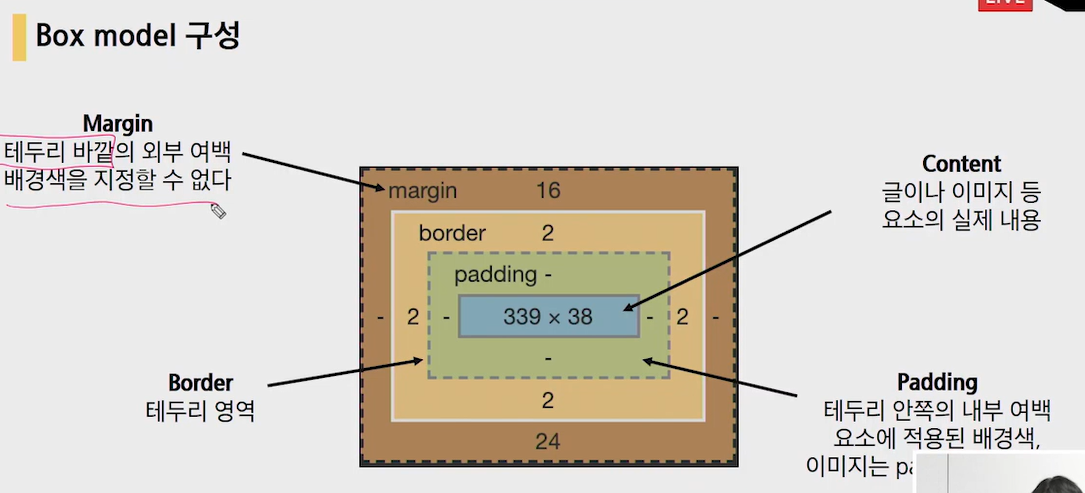 LIVE
Box model 구성
Margin
테두리 바깥의 외부 여백
배경색을 지정할 수 없다
Content
글이나 이미지 등
요소의 실제 내용
margin 16
border 2
padding -
- 2 - 339 × 38 - 2 -
-
2
24
Border
테두리 영역
Padding
테두리 안쪽의 내부 여백
요소에 적용된 배경색,
이미지는